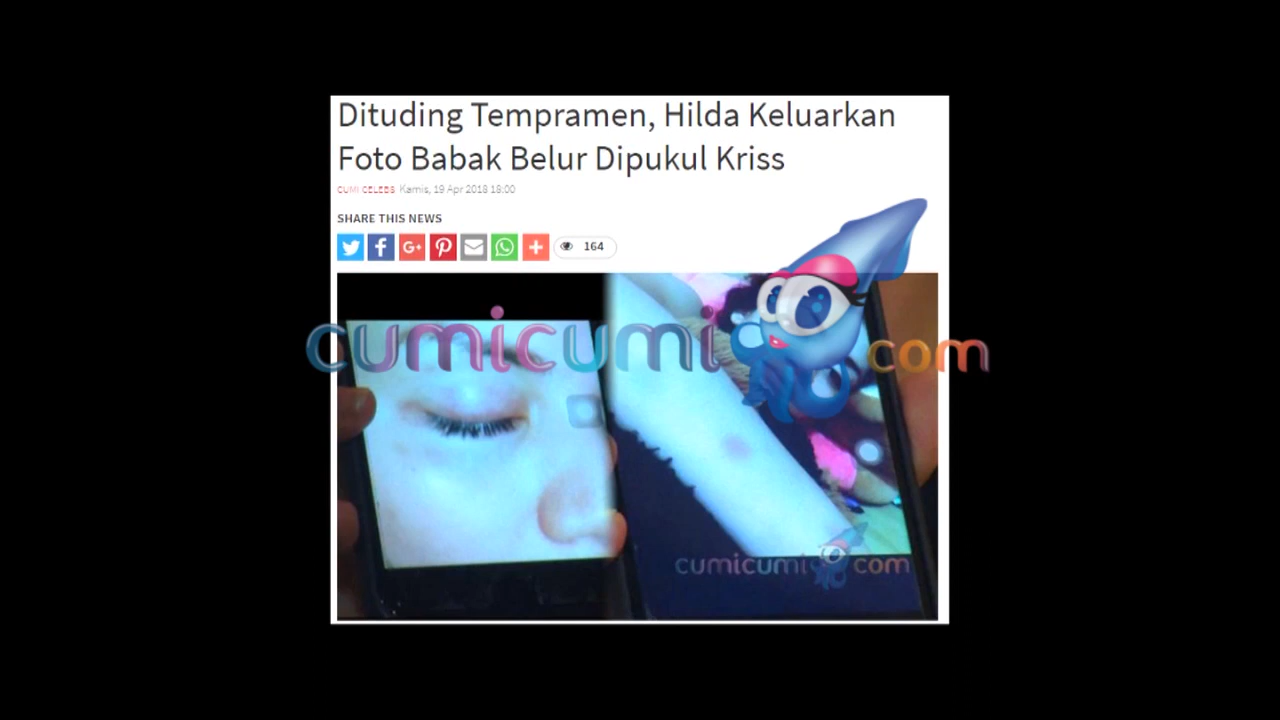 Dituding Tempramen, Hilda Keluarkan
Foto Babak Belur Dipukul Kriss
CUMI CELEBS Kamis, 19 Apr 2018 18:00
SHARE THIS NEWS
164
cumicumi com
cumicumi com